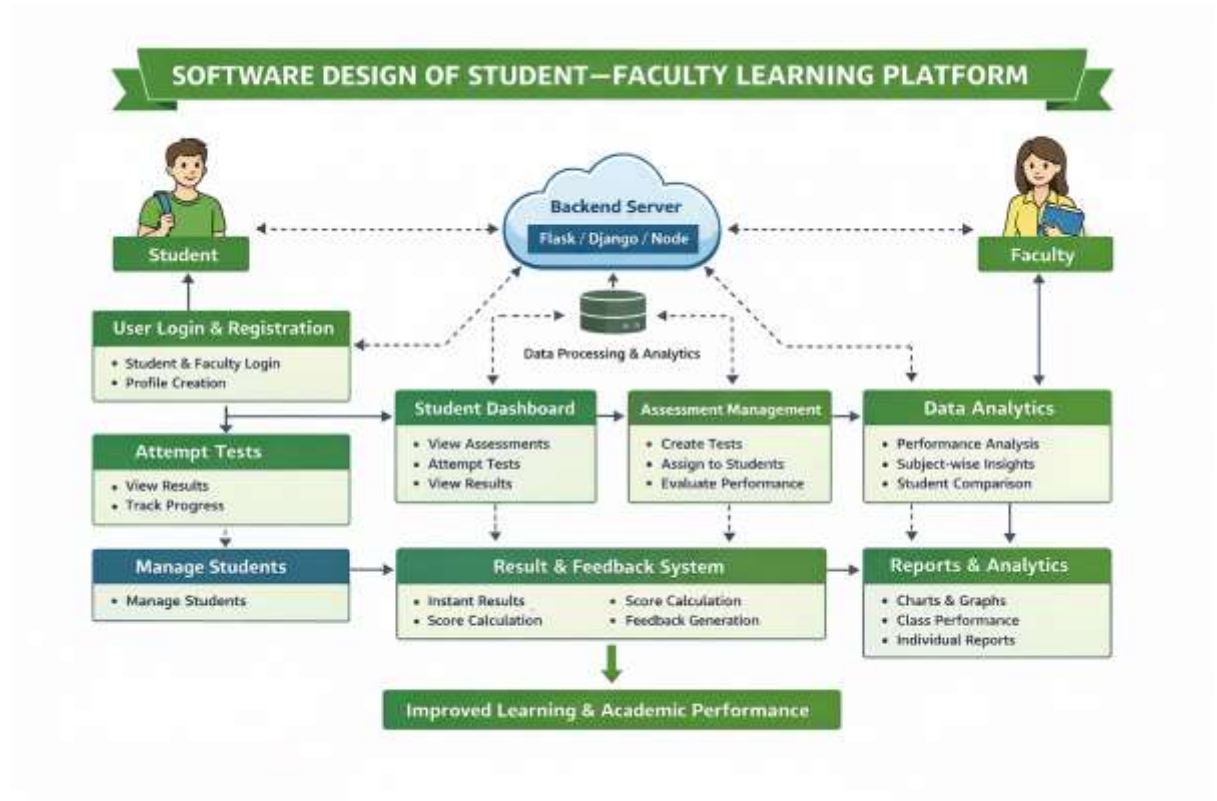 SOFTWARE DESIGN OF STUDENT—FACULTY LEARNING PLATFORM
Backend Server
Flask / Django / Node
Student
Faculty
User Login & Registration
• Student & Faculty Login
• Profile Creation
Data Processing & Analytics
Attempt Tests
• View Results
• Track Progress
Student Dashboard
• View Assessments
• Attempt Tests
• View Results
Assessment Management
• Create Tests
• Assign to Students
• Evaluate Performance
Data Analytics
• Performance Analysis
• Subject-wise Insights
• Student Comparison
Manage Students
• Manage Students
Result & Feedback System
• Instant Results
• Score Calculation
• Score Calculation
• Feedback Generation
Reports & Analytics
• Charts & Graphs
• Class Performance
• Individual Reports
Improved Learning & Academic Performance